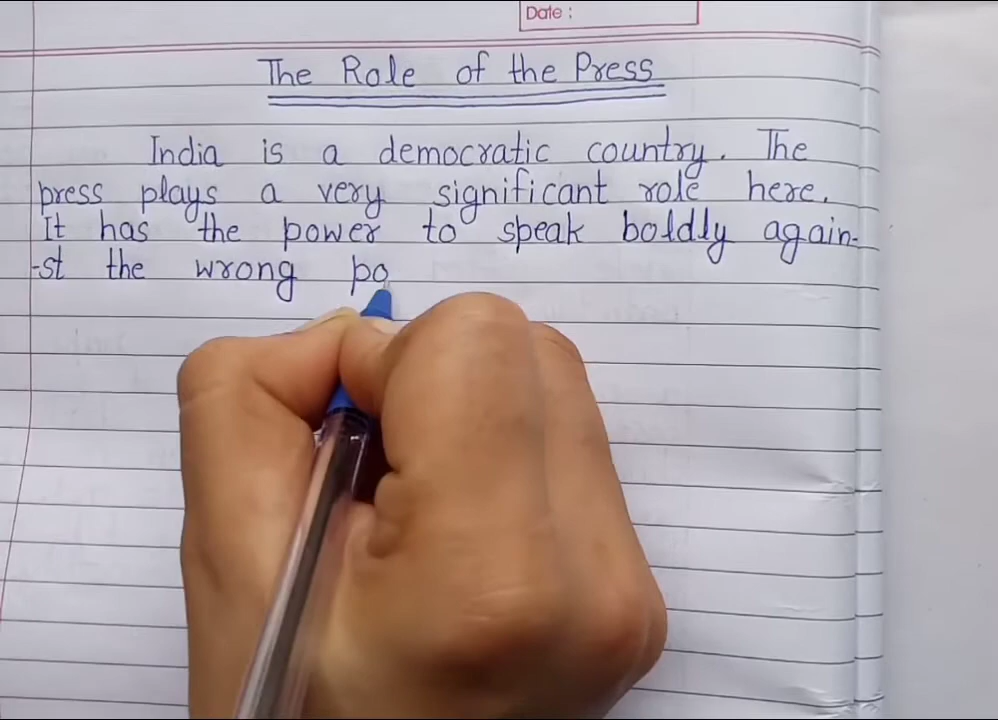 Date :
The Role of the Press
India is a democratic country. The
press plays a very significant role here.
It has the power to speak boldly again-
-st the wrong po